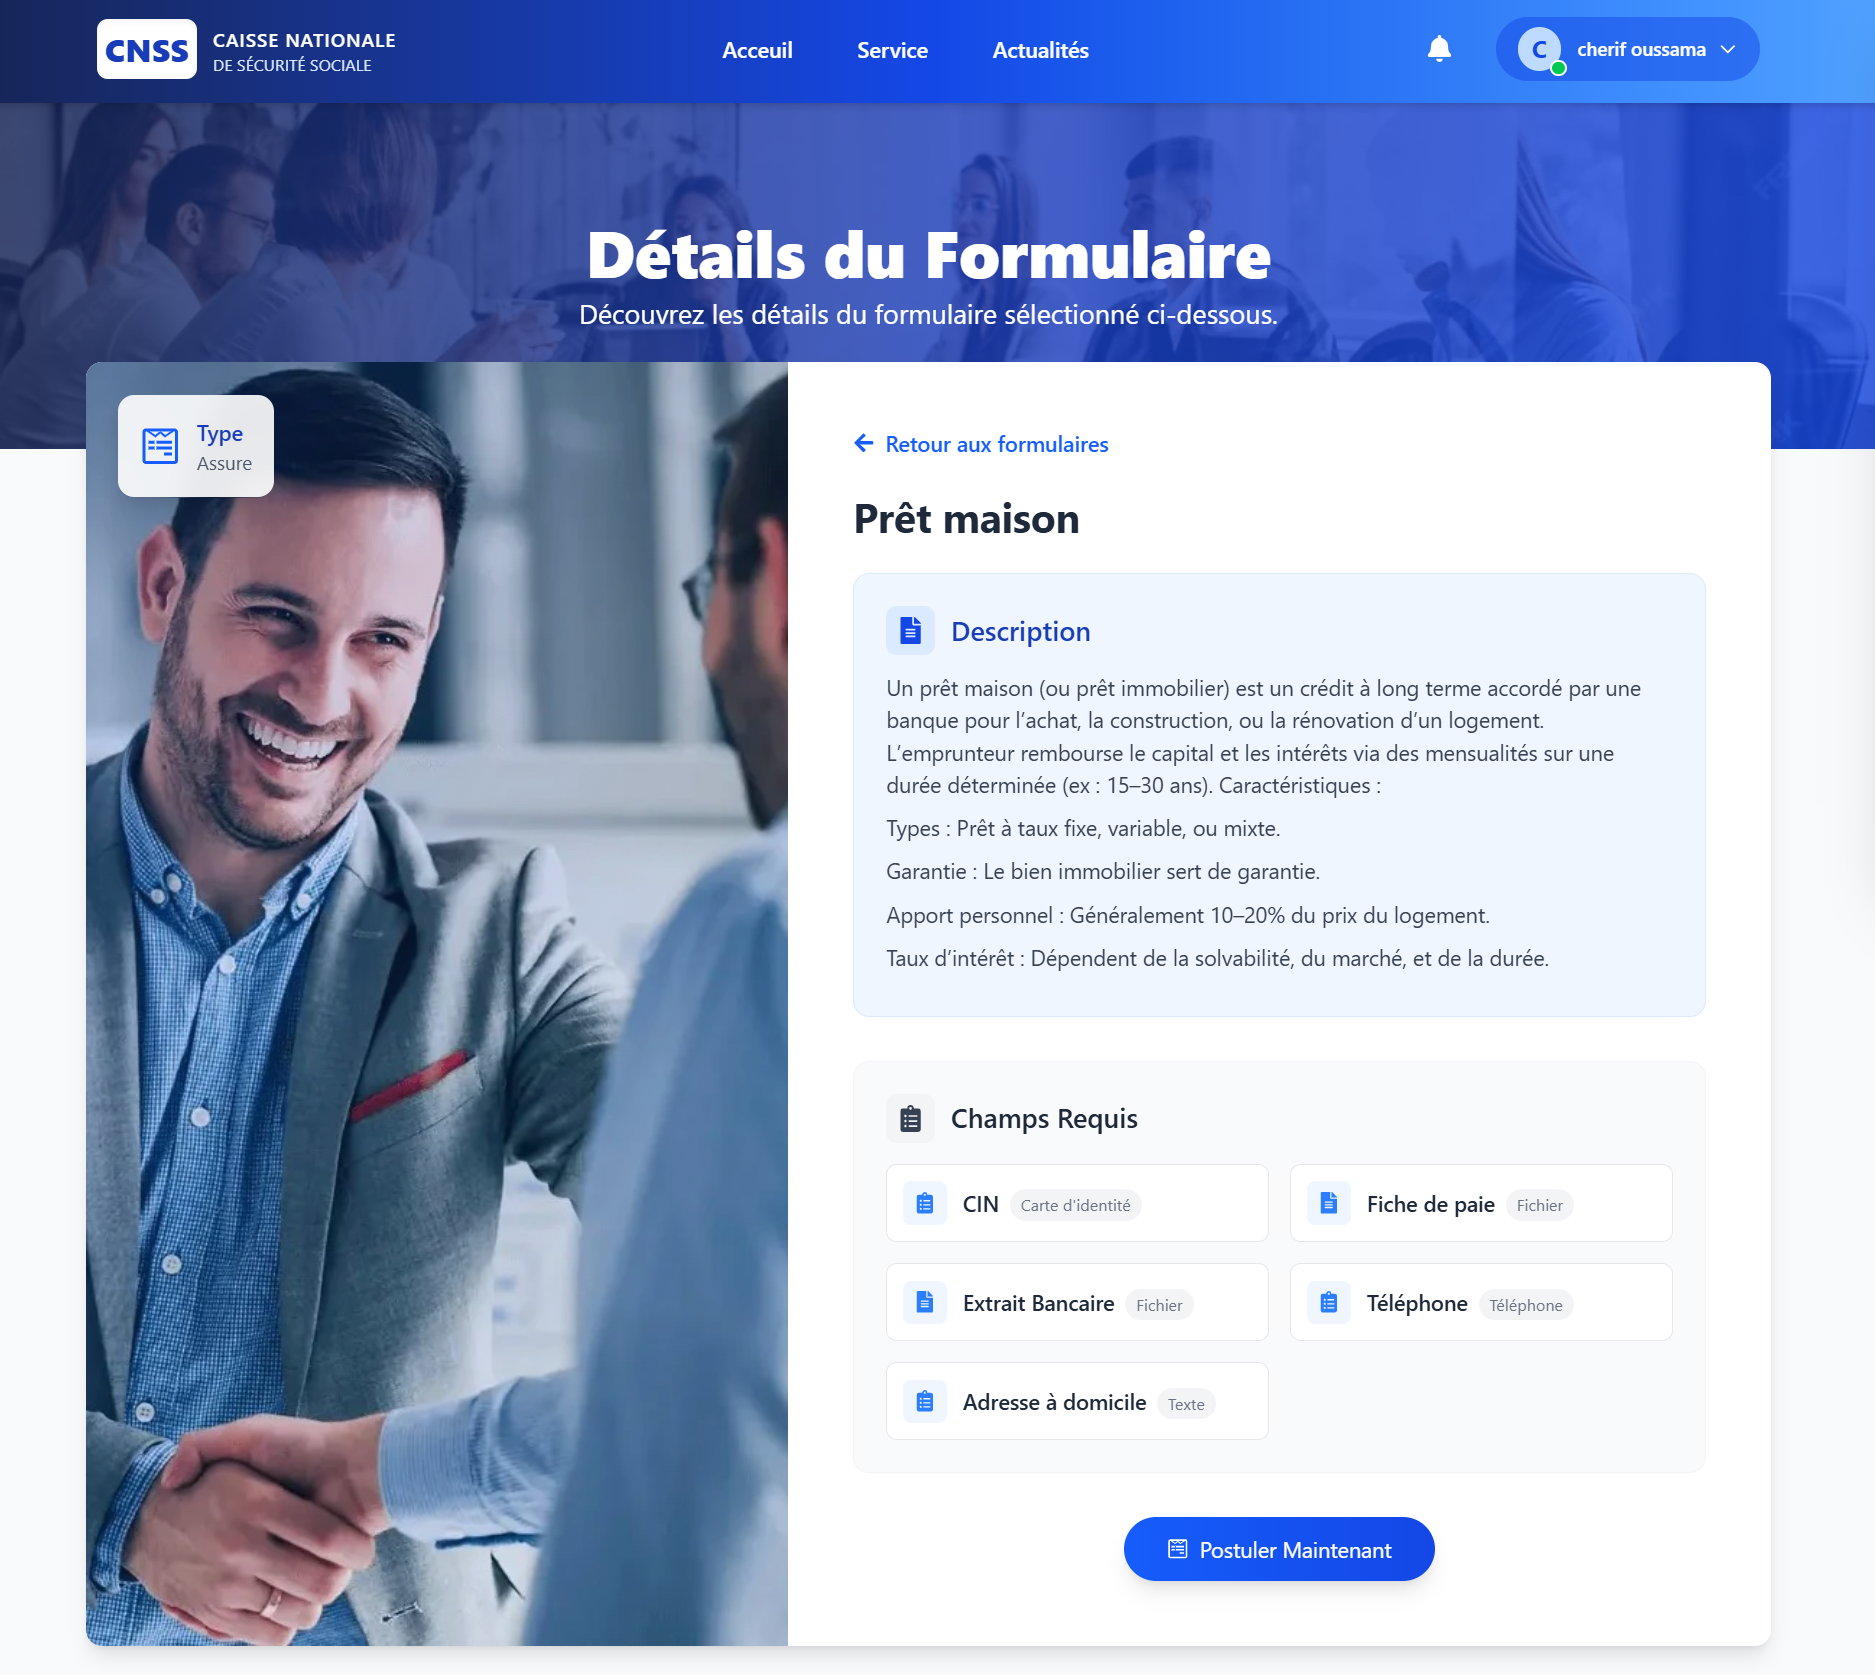 CNSS
CAISSE NATIONALE
DE SÉCURITÉ SOCIALE
Acceuil
Service
Actualités
C
cherif oussama
Détails du Formulaire
Découvrez les détails du formulaire sélectionné ci-dessous.
Type
Assure
Retour aux formulaires
Prêt maison
Description
Un prêt maison (ou prêt immobilier) est un crédit à long terme accordé par une
banque pour l’achat, la construction, ou la rénovation d’un logement.
L’emprunteur rembourse le capital et les intérêts via des mensualités sur une
durée déterminée (ex : 15–30 ans). Caractéristiques :
Types : Prêt à taux fixe, variable, ou mixte.
Garantie : Le bien immobilier sert de garantie.
Apport personnel : Généralement 10–20% du prix du logement.
Taux d’intérêt : Dépendent de la solvabilité, du marché, et de la durée.
Champs Requis
CIN Carte d'identité
Fiche de paie Fichier
Extrait Bancaire Fichier
Téléphone Téléphone
Adresse à domicile Texte
Postuler Maintenant